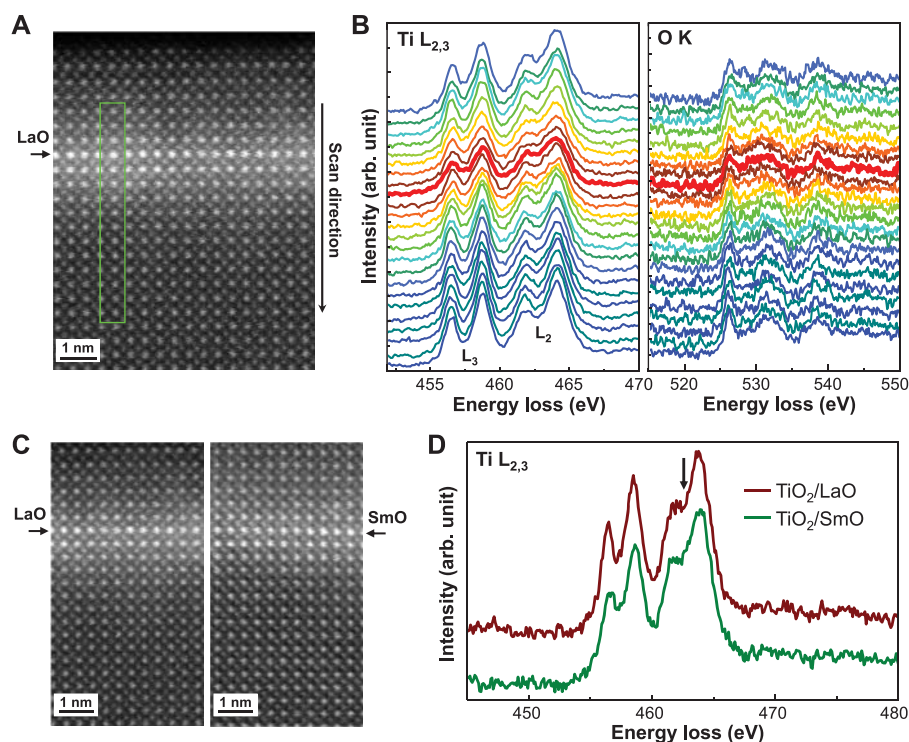 A
LaO
Scan direction
1 nm
B
Ti L2,3
O K
Intensity (arb. unit)
L3
L2
455 460 465 470
520 530 540 550
Energy loss (eV)
Energy loss (eV)
C
LaO
SmO
1 nm
1 nm
D
Ti L2,3
TiO2/LaO
TiO2/SmO
Intensity (arb. unit)
450 460 470 480
Energy loss (eV)